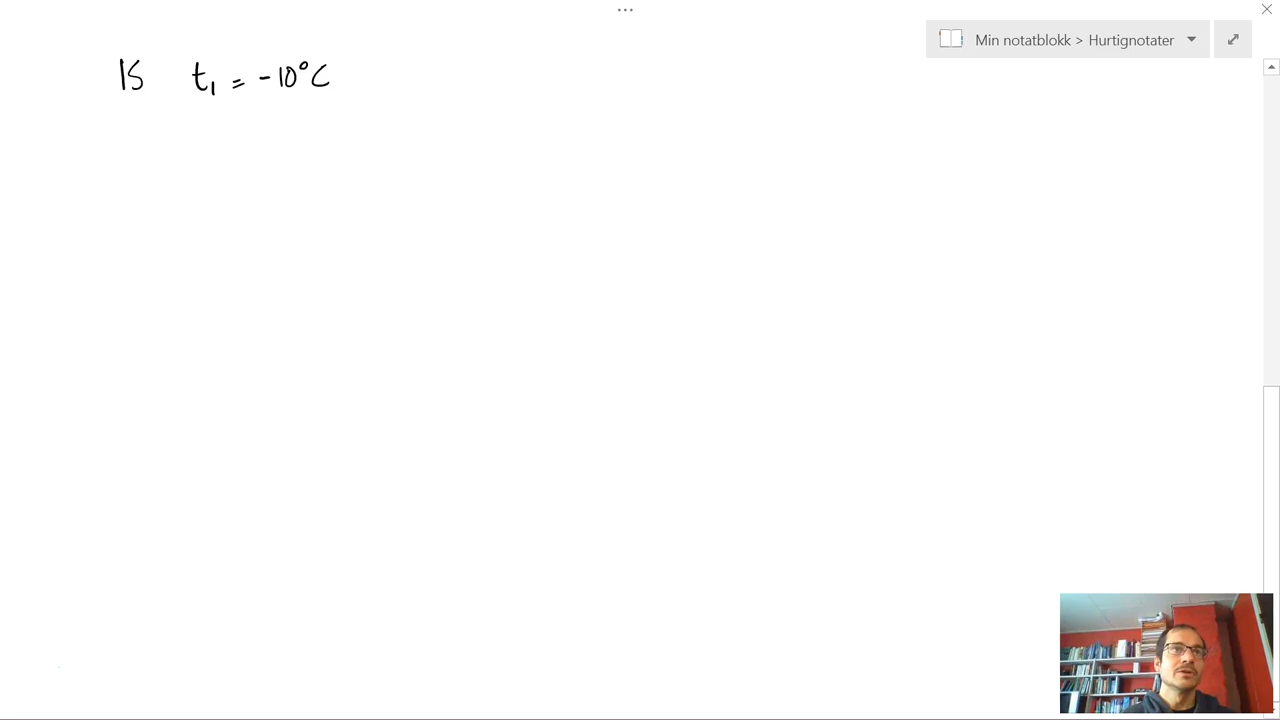 ...
Min notatblokk > Hurtignotater
IS t₁ = -10°C